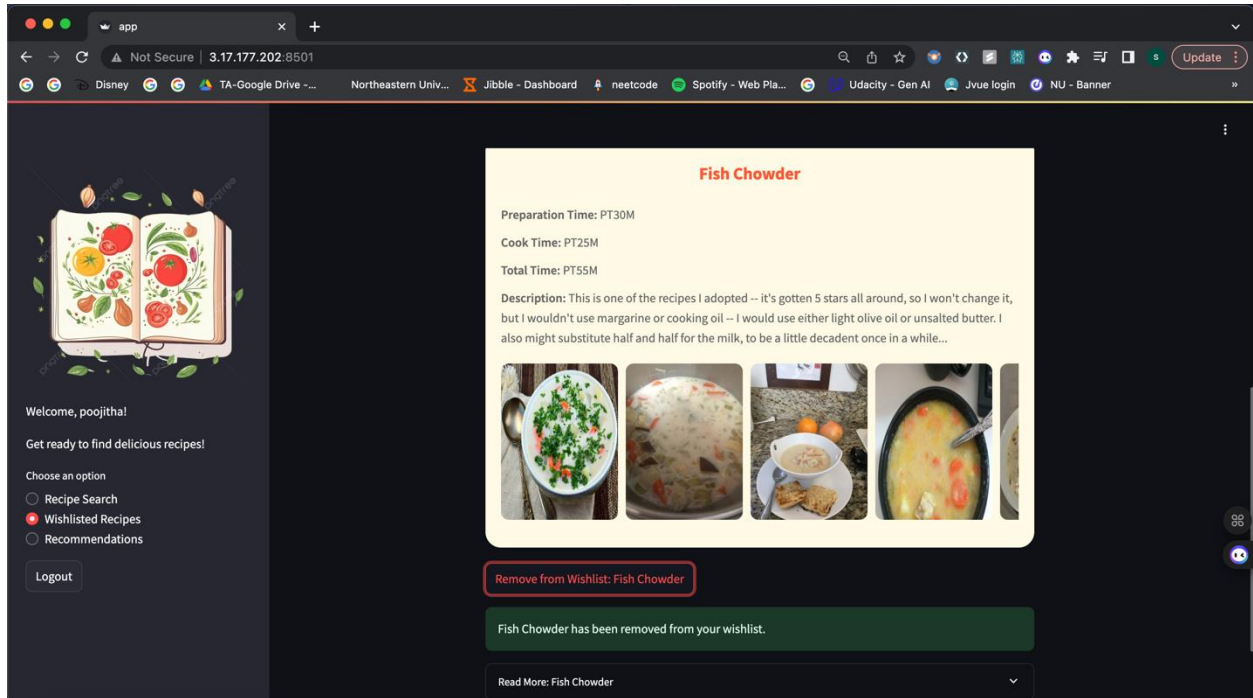 app
Not Secure | 3.17.177.202:8501
Update
Disney
TA-Google Drive -...
Northeastern Univ...
Jibble - Dashboard
neetcode
Spotify - Web Pla...
Udacity - Gen AI
Jvue login
NU - Banner
»
pngtree
Welcome, poojitha!
Get ready to find delicious recipes!
Choose an option
Recipe Search
Wishlisted Recipes
Recommendations
Logout
Fish Chowder
Preparation Time: PT30M
Cook Time: PT25M
Total Time: PT55M
Description: This is one of the recipes I adopted -- it's gotten 5 stars all around, so I won't change it,
but I wouldn't use margarine or cooking oil -- I would use either light olive oil or unsalted butter. I
also might substitute half and half for the milk, to be a little decadent once in a while...
Remove from Wishlist: Fish Chowder
Fish Chowder has been removed from your wishlist.
Read More: Fish Chowder